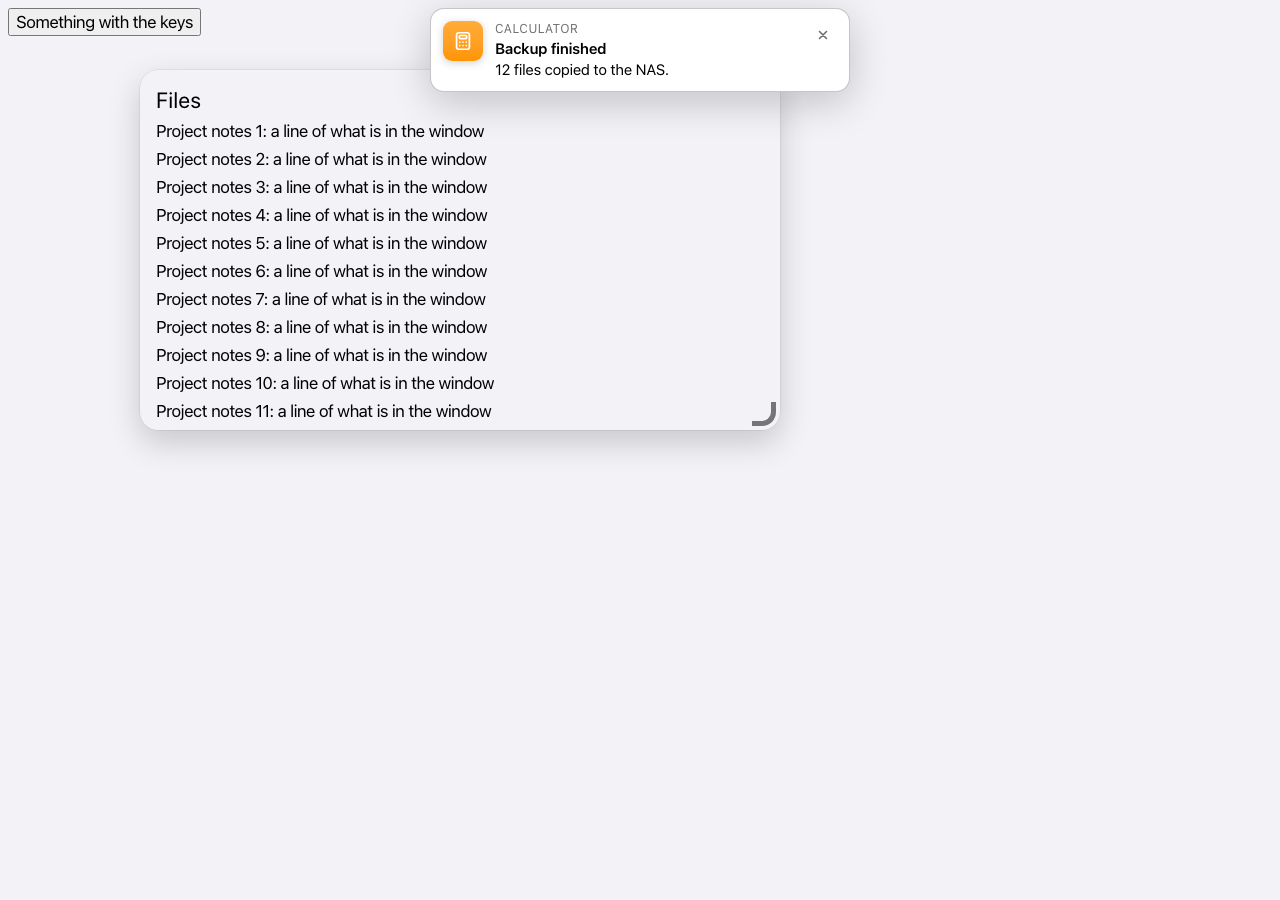 Something with the keys
CALCULATOR
Backup finished
12 files copied to the NAS.
Files
Project notes 1: a line of what is in the window
Project notes 2: a line of what is in the window
Project notes 3: a line of what is in the window
Project notes 4: a line of what is in the window
Project notes 5: a line of what is in the window
Project notes 6: a line of what is in the window
Project notes 7: a line of what is in the window
Project notes 8: a line of what is in the window
Project notes 9: a line of what is in the window
Project notes 10: a line of what is in the window
Project notes 11: a line of what is in the window